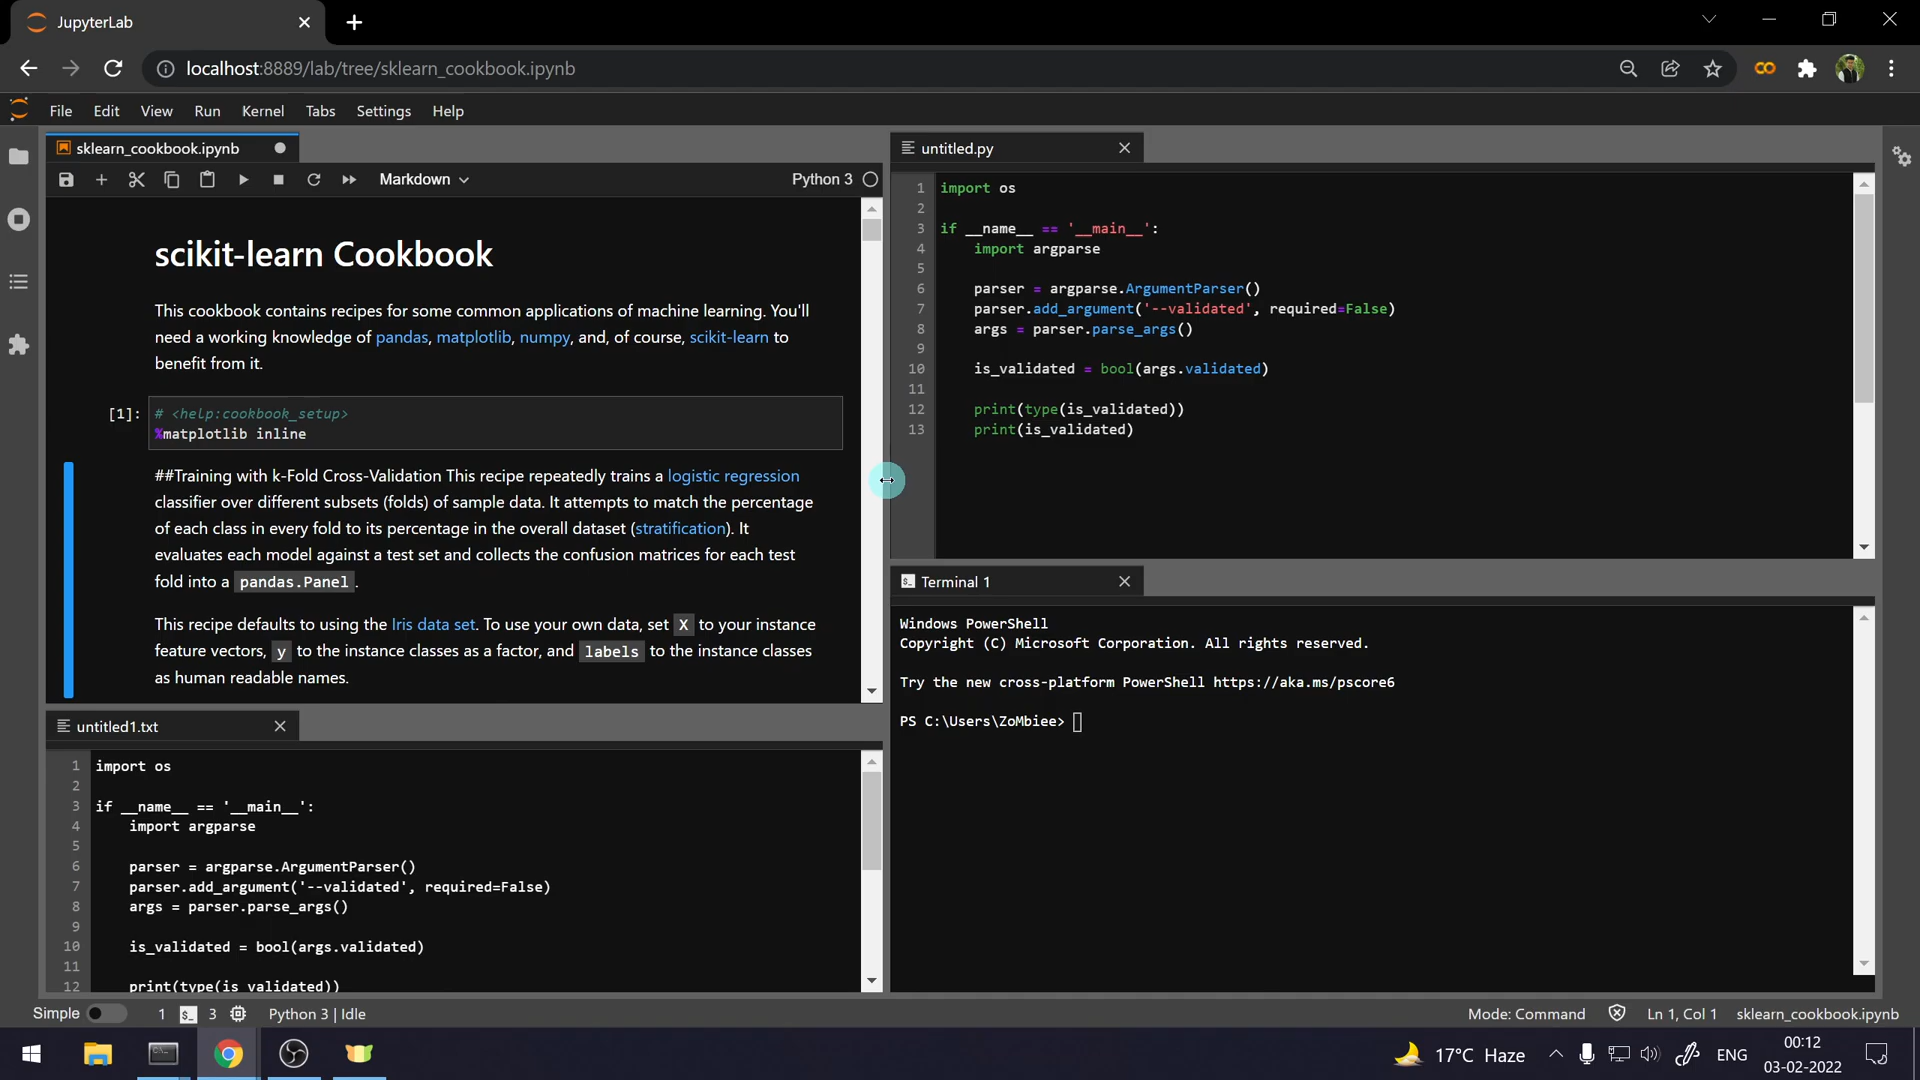 JupyterLab
localhost:8889/lab/tree/sklearn_cookbook.ipynb
File Edit View Run Kernel Tabs Settings Help
sklearn_cookbook.ipynb
Markdown
Python 3
scikit-learn Cookbook
This cookbook contains recipes for some common applications of machine learning. You'll
need a working knowledge of pandas, matplotlib, numpy, and, of course, scikit-learn to
benefit from it.
[1]:
# <help:cookbook_setup>
%matplotlib inline
##Training with k-Fold Cross-Validation This recipe repeatedly trains a logistic regression
classifier over different subsets (folds) of sample data. It attempts to match the percentage
of each class in every fold to its percentage in the overall dataset (stratification). It
evaluates each model against a test set and collects the confusion matrices for each test
fold into a pandas.Panel.
This recipe defaults to using the Iris data set. To use your own data, set X to your instance
feature vectors, y to the instance classes as a factor, and labels to the instance classes
as human readable names.
untitled1.txt
1 import os
2
3 if __name__ == '__main__':
4 import argparse
5
6 parser = argparse.ArgumentParser()
7 parser.add_argument('--validated', required=False)
8 args = parser.parse_args()
9
10 is_validated = bool(args.validated)
11
12 print(type(is_validated))
untitled.py
1 import os
2
3 if __name__ == '__main__':
4 import argparse
5
6 parser = argparse.ArgumentParser()
7 parser.add_argument('--validated', required=False)
8 args = parser.parse_args()
9
10 is_validated = bool(args.validated)
11
12 print(type(is_validated))
13 print(is_validated)
Terminal 1
Windows PowerShell
Copyright (C) Microsoft Corporation. All rights reserved.
Try the new cross-platform PowerShell https://aka.ms/pscore6
PS C:\Users\ZoMbiee>
Simple 1 3 Python 3 | Idle
Mode: Command Ln 1, Col 1 sklearn_cookbook.ipynb
17°C Haze ENG
00:12
03-02-2022